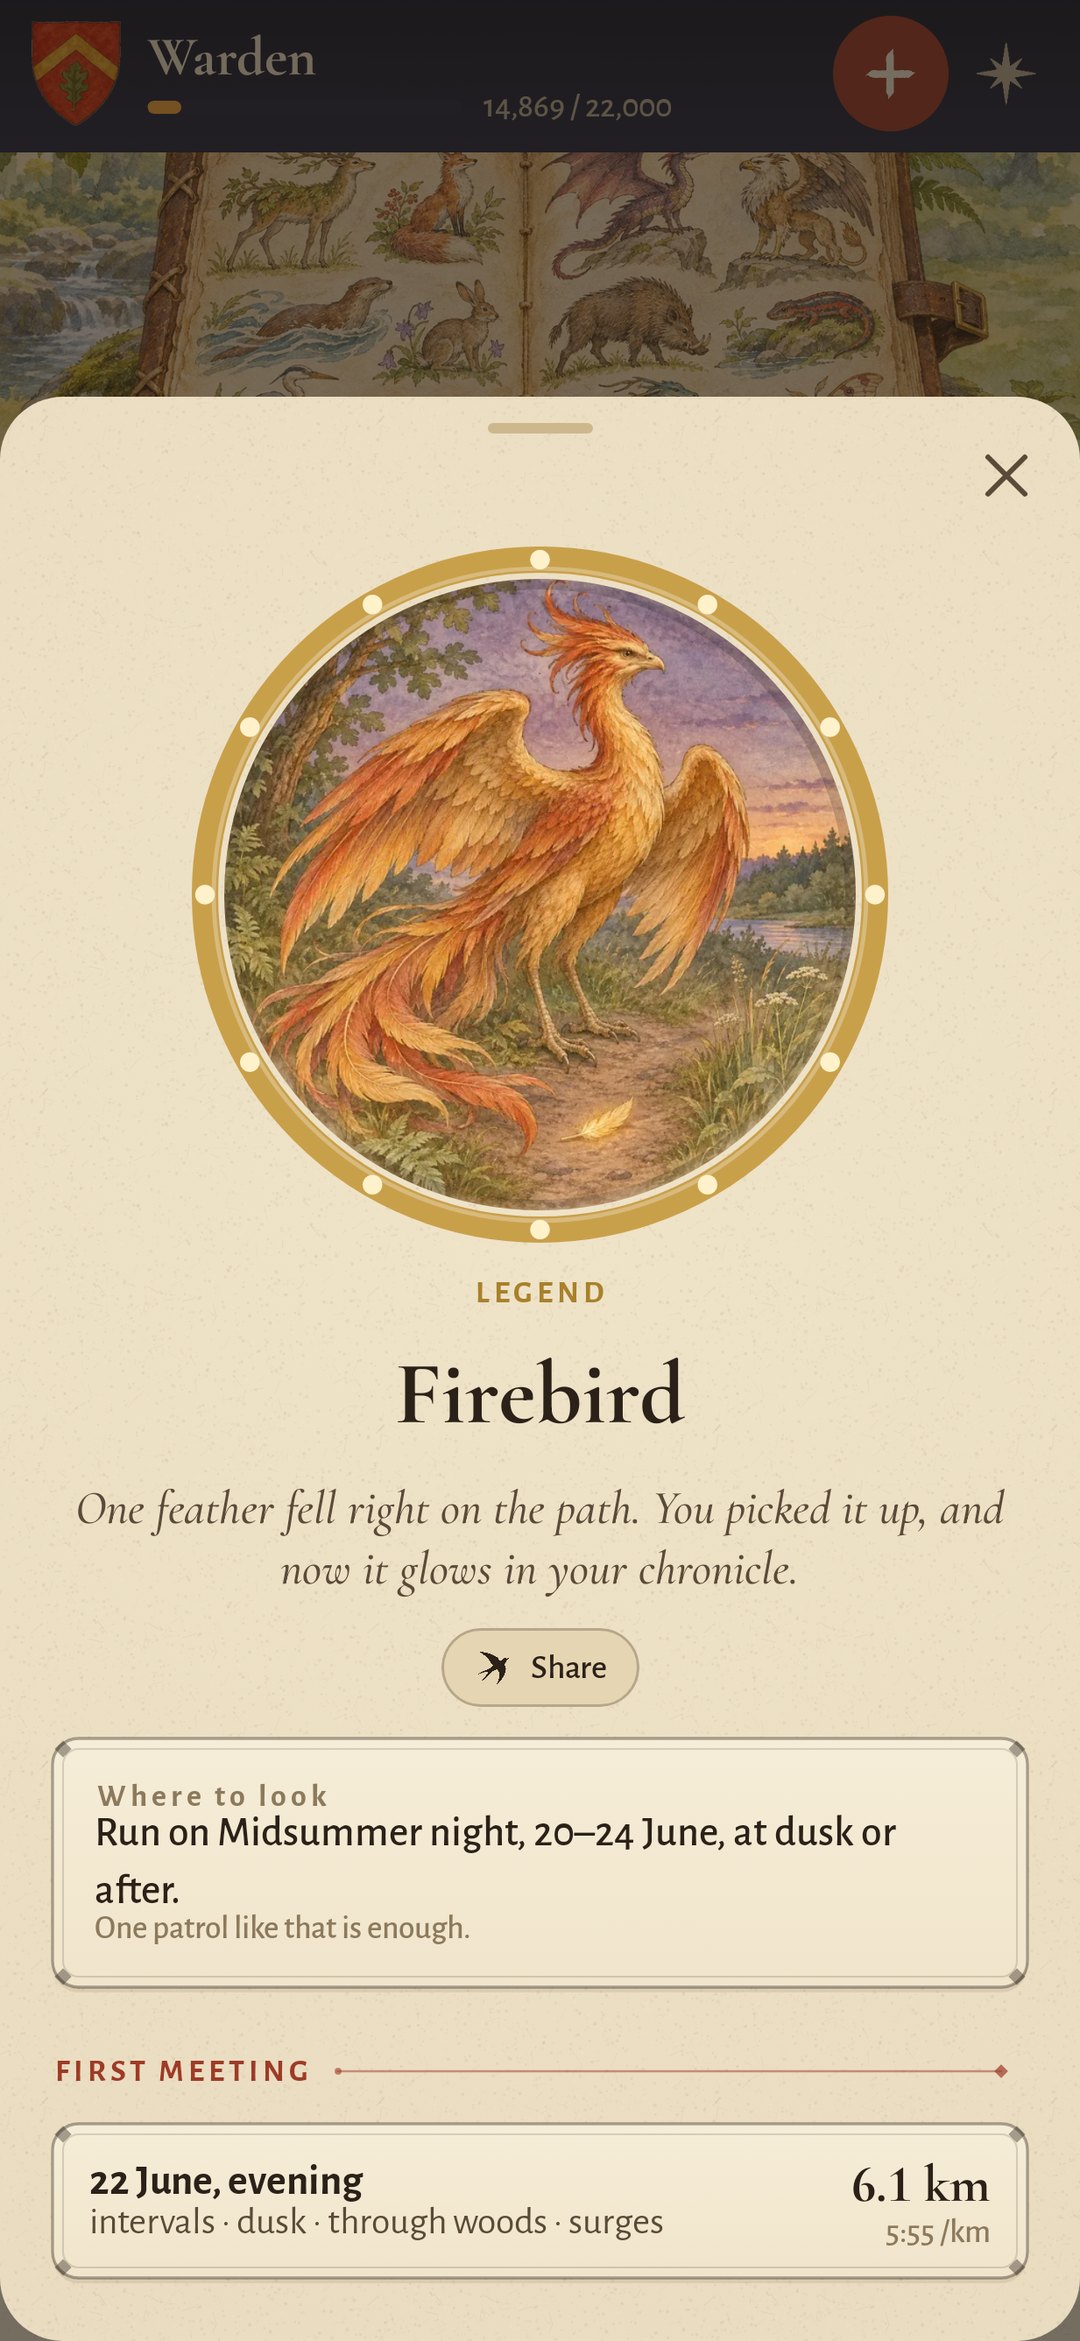 Warden
14,869 / 22,000
LEGEND
Firebird
One feather fell right on the path. You picked it up, and
now it glows in your chronicle.
Share
Where to look
Run on Midsummer night, 20–24 June, at dusk or
after.
One patrol like that is enough.
FIRST MEETING
22 June, evening
6.1 km
intervals · dusk · through woods · surges
5:55 /km